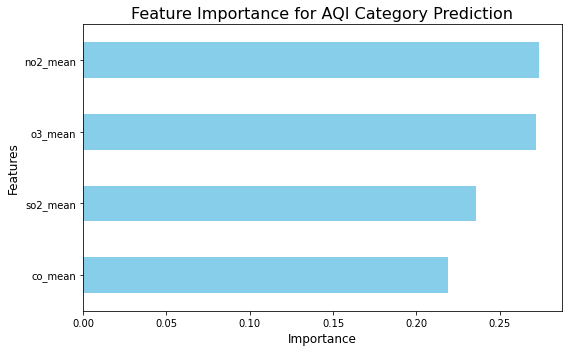 Feature Importance for AQI Category Prediction
no2_mean
o3_mean
so2_mean
co_mean
Features
0.00 0.05 0.10 0.15 0.20 0.25
Importance